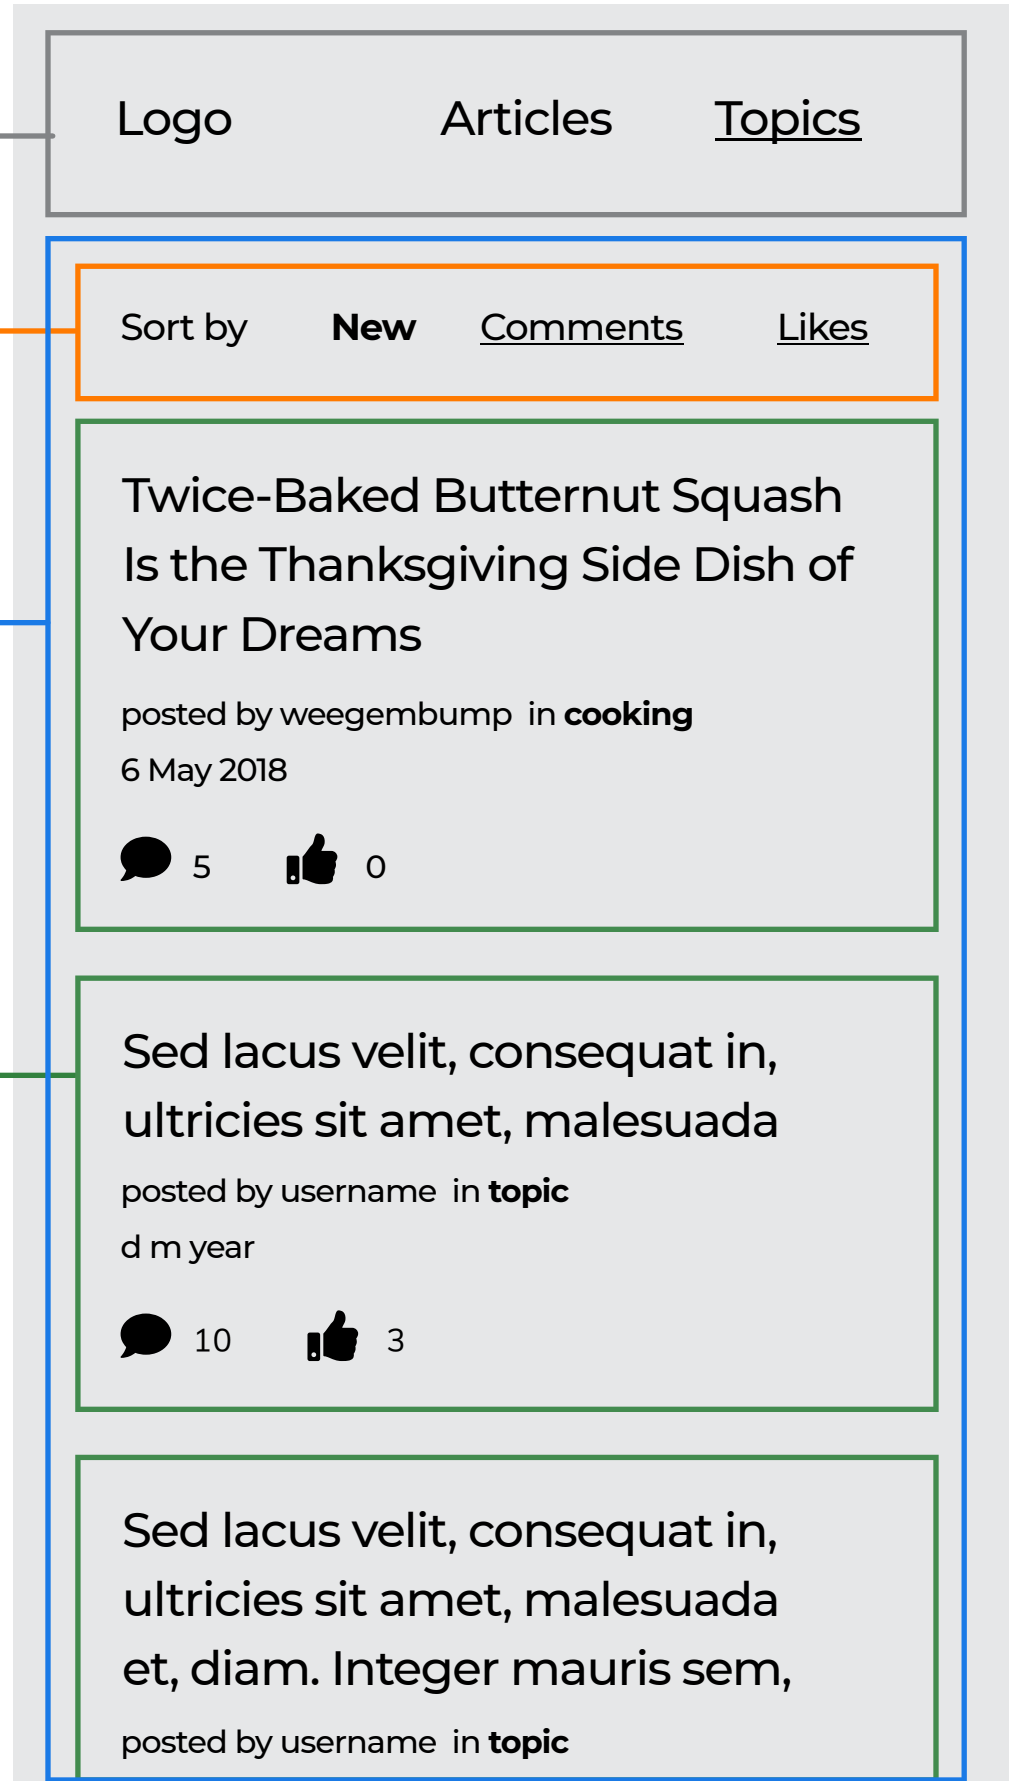 Logo Articles Topics
Sort by New Comments Likes
Twice-Baked Butternut Squash
Is the Thanksgiving Side Dish of
Your Dreams
posted by weegembump in cooking
6 May 2018
5 0
Sed lacus velit, consequat in,
ultricies sit amet, malesuada
posted by username in topic
d m year
10 3
Sed lacus velit, consequat in,
ultricies sit amet, malesuada
et, diam. Integer mauris sem,
posted by username in topic